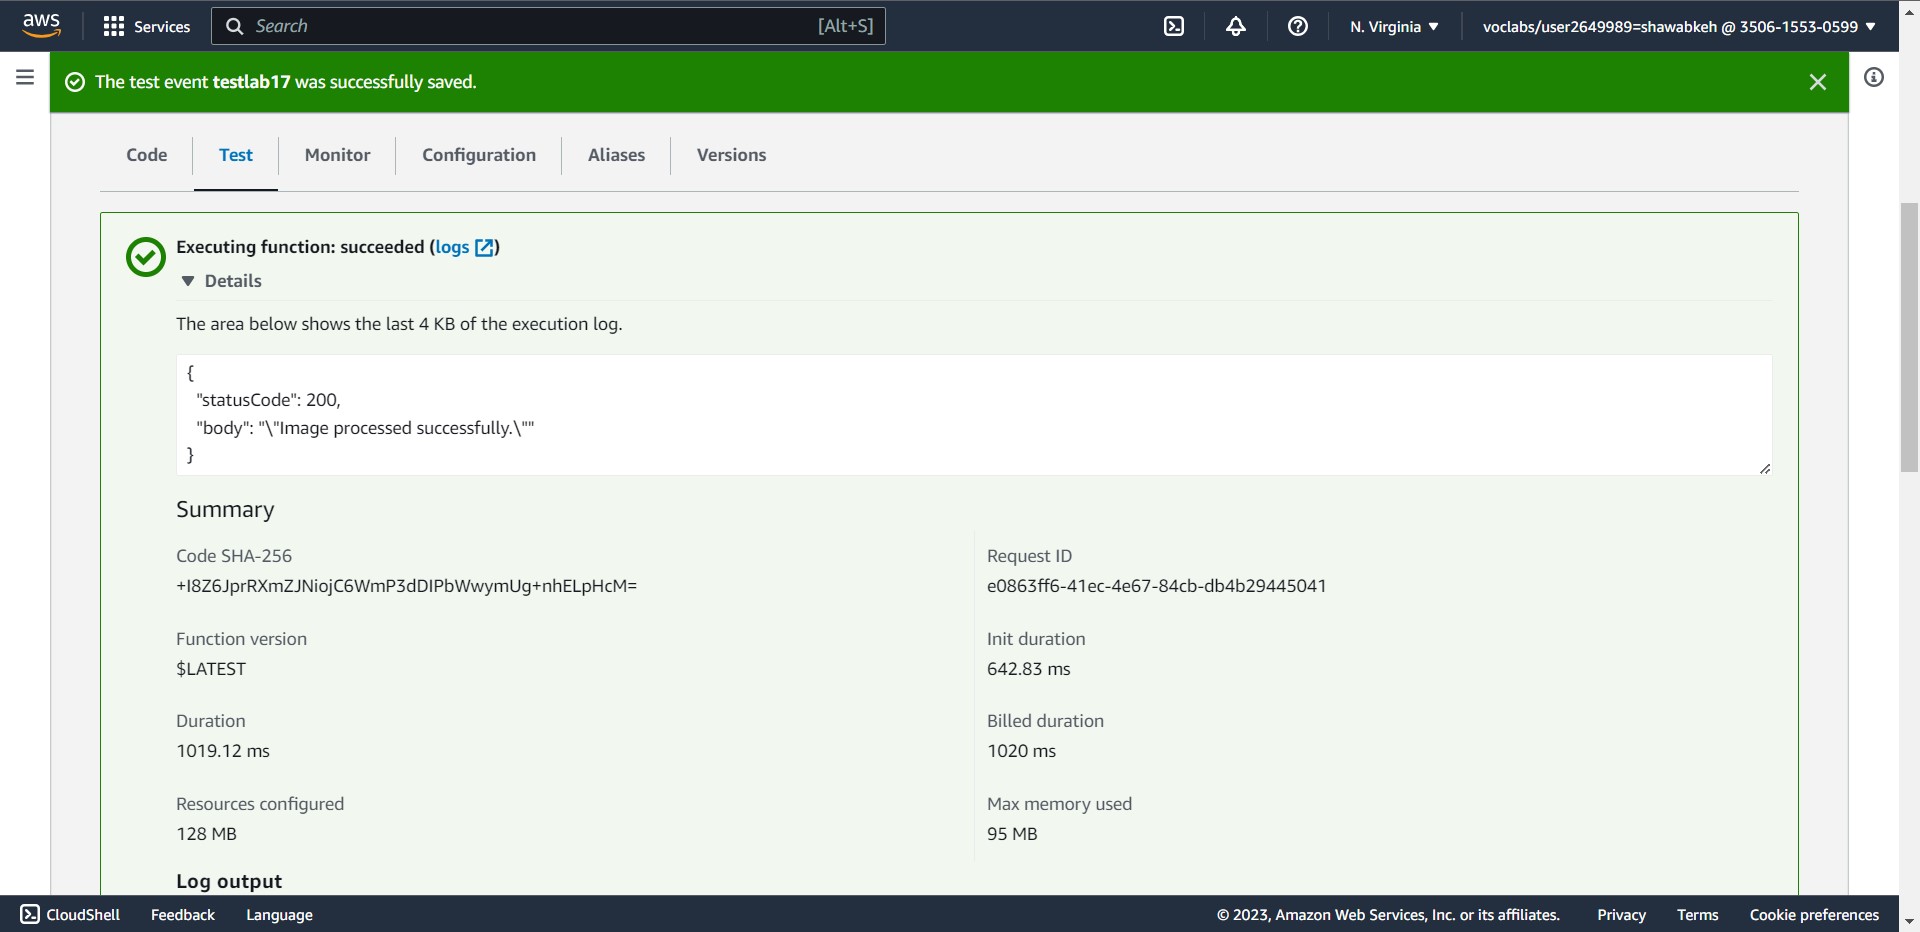 aws
Services
Search
[Alt+S]
N. Virginia
voclabs/user2649989=shawabkeh @ 3506-1553-0599
The test event testlab17 was successfully saved.
Code
Test
Monitor
Configuration
Aliases
Versions
Executing function: succeeded (logs)
Details
The area below shows the last 4 KB of the execution log.
{
"statusCode": 200,
"body": "\"Image processed successfully.\""
}
Summary
Code SHA-256
+I8Z6JprRXmZJNiojC6WmP3dDIPbWwymUg+nhELpHcM=
Request ID
e0863ff6-41ec-4e67-84cb-db4b29445041
Function version
$LATEST
Init duration
642.83 ms
Duration
1019.12 ms
Billed duration
1020 ms
Resources configured
128 MB
Max memory used
95 MB
Log output
CloudShell
Feedback
Language
© 2023, Amazon Web Services, Inc. or its affiliates.
Privacy
Terms
Cookie preferences